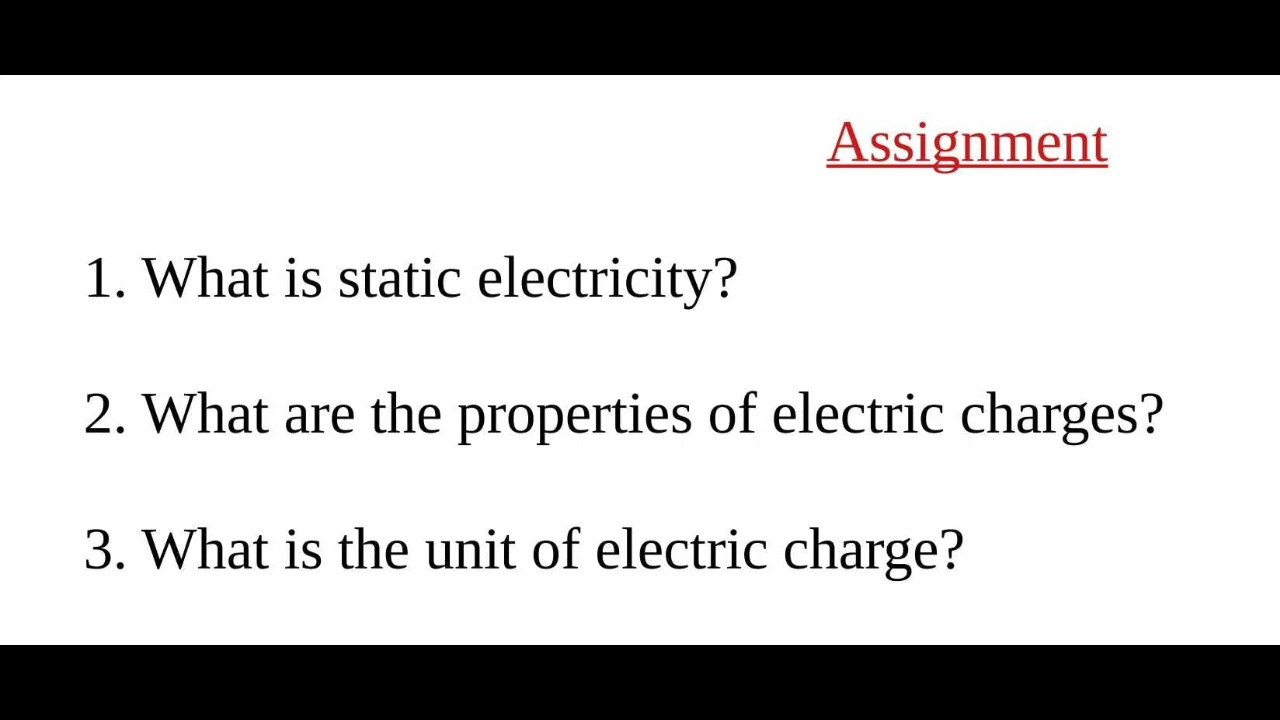 Assignment
1. What is static electricity?
2. What are the properties of electric charges?
3. What is the unit of electric charge?